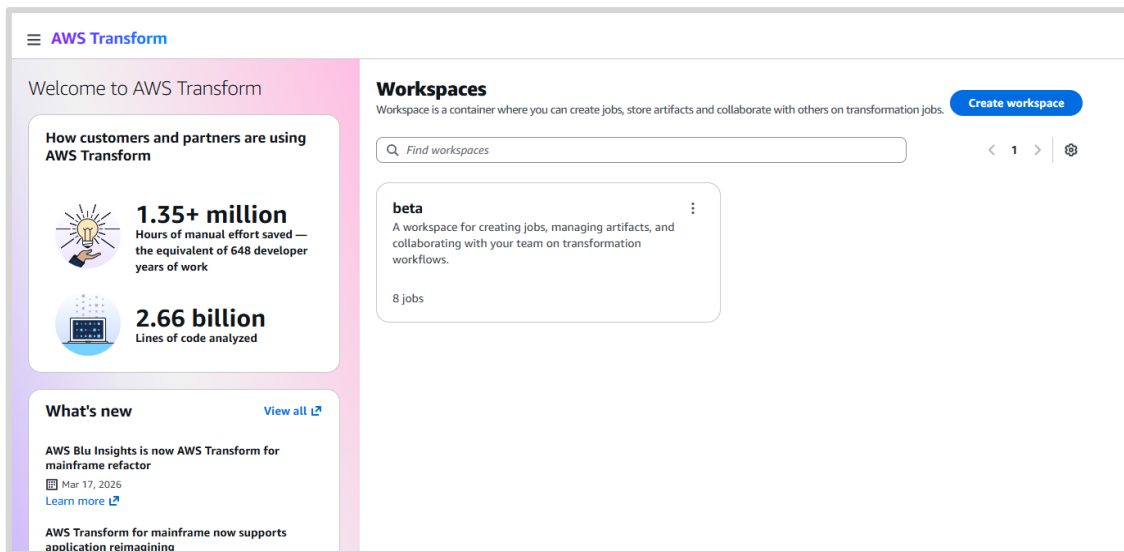 AWS Transform
Welcome to AWS Transform
How customers and partners are using
AWS Transform
1.35+ million
Hours of manual effort saved —
the equivalent of 648 developer
years of work
2.66 billion
Lines of code analyzed
What's new
View all
AWS Blu Insights is now AWS Transform for
mainframe refactor
Mar 17, 2026
Learn more
AWS Transform for mainframe now supports
application reimagining
Workspaces
Workspace is a container where you can create jobs, store artifacts and collaborate with others on transformation jobs.
Create workspace
Find workspaces
1
beta
A workspace for creating jobs, managing artifacts, and
collaborating with your team on transformation
workflows.
8 jobs